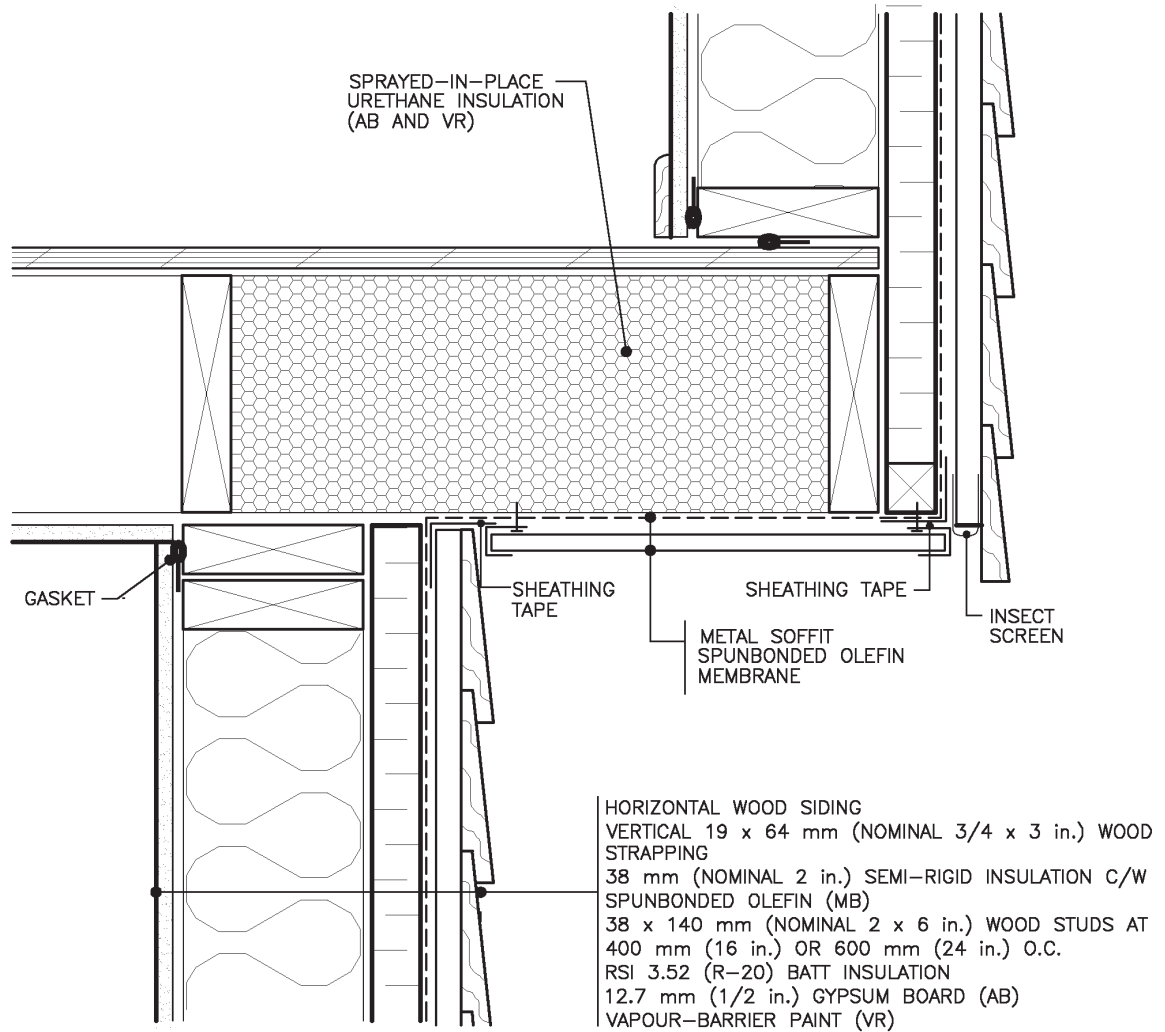 SPRAYED-IN-PLACE
URETHANE INSULATION
(AB AND VR)
GASKET
SHEATHING
TAPE
SHEATHING TAPE
INSECT
SCREEN
METAL SOFFIT
SPUNBONDED OLEFIN
MEMBRANE
HORIZONTAL WOOD SIDING
VERTICAL 19 x 64 mm (NOMINAL 3/4 x 3 in.) WOOD
STRAPPING
38 mm (NOMINAL 2 in.) SEMI-RIGID INSULATION C/W
SPUNBONDED OLEFIN (MB)
38 x 140 mm (NOMINAL 2 x 6 in.) WOOD STUDS AT
400 mm (16 in.) OR 600 mm (24 in.) O.C.
RSI 3.52 (R-20) BATT INSULATION
12.7 mm (1/2 in.) GYPSUM BOARD (AB)
VAPOUR-BARRIER PAINT (VR)